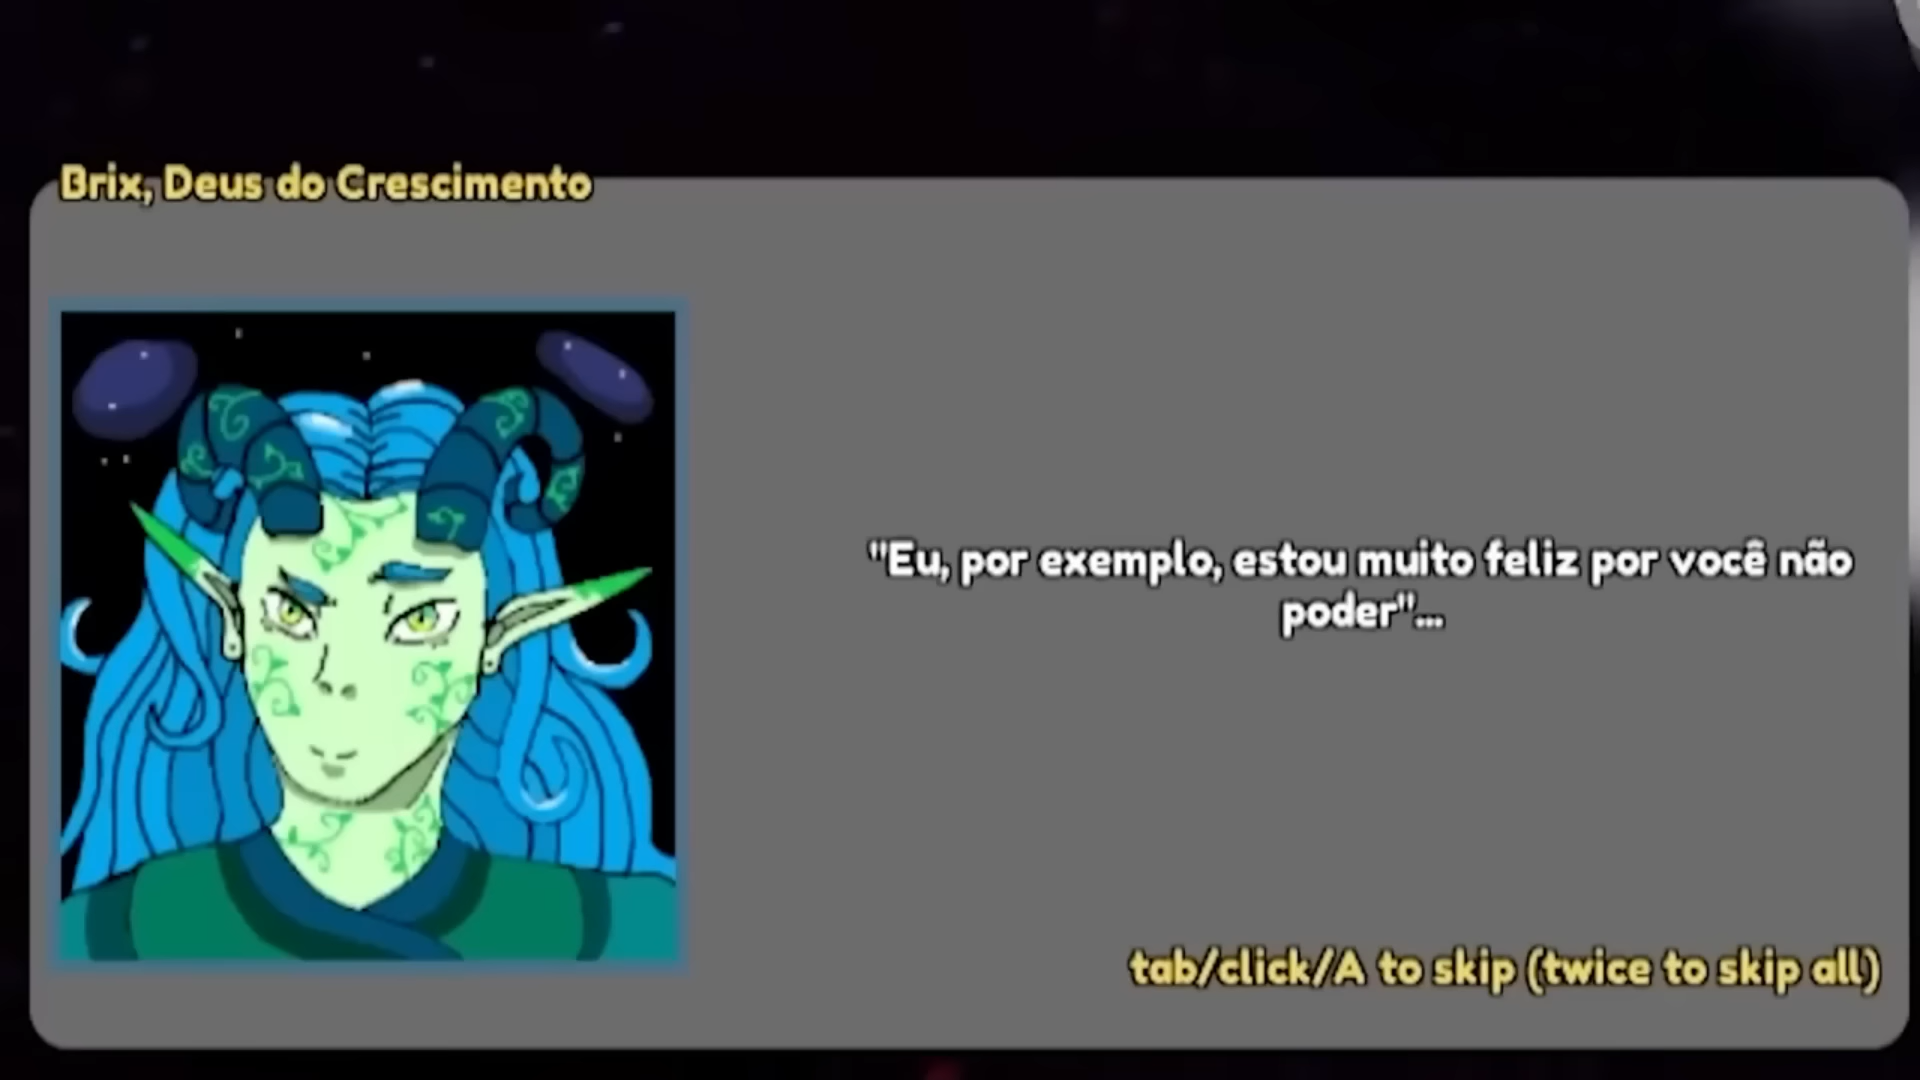 Brix, Deus do Crescimento
"Eu, por exemplo, estou muito feliz por você não
poder"...
tab/click/A to skip (twice to skip all)